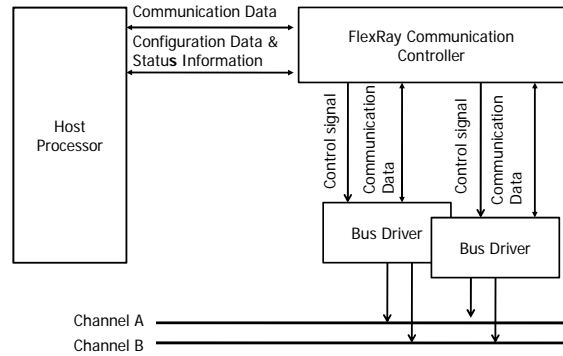 Communication Data
Configuration Data &
Status Information
FlexRay Communication
Controller
Host
Processor
Control signal
Communication
Data
Control signal
Communication
Data
Bus Driver
Bus Driver
Channel A
Channel B